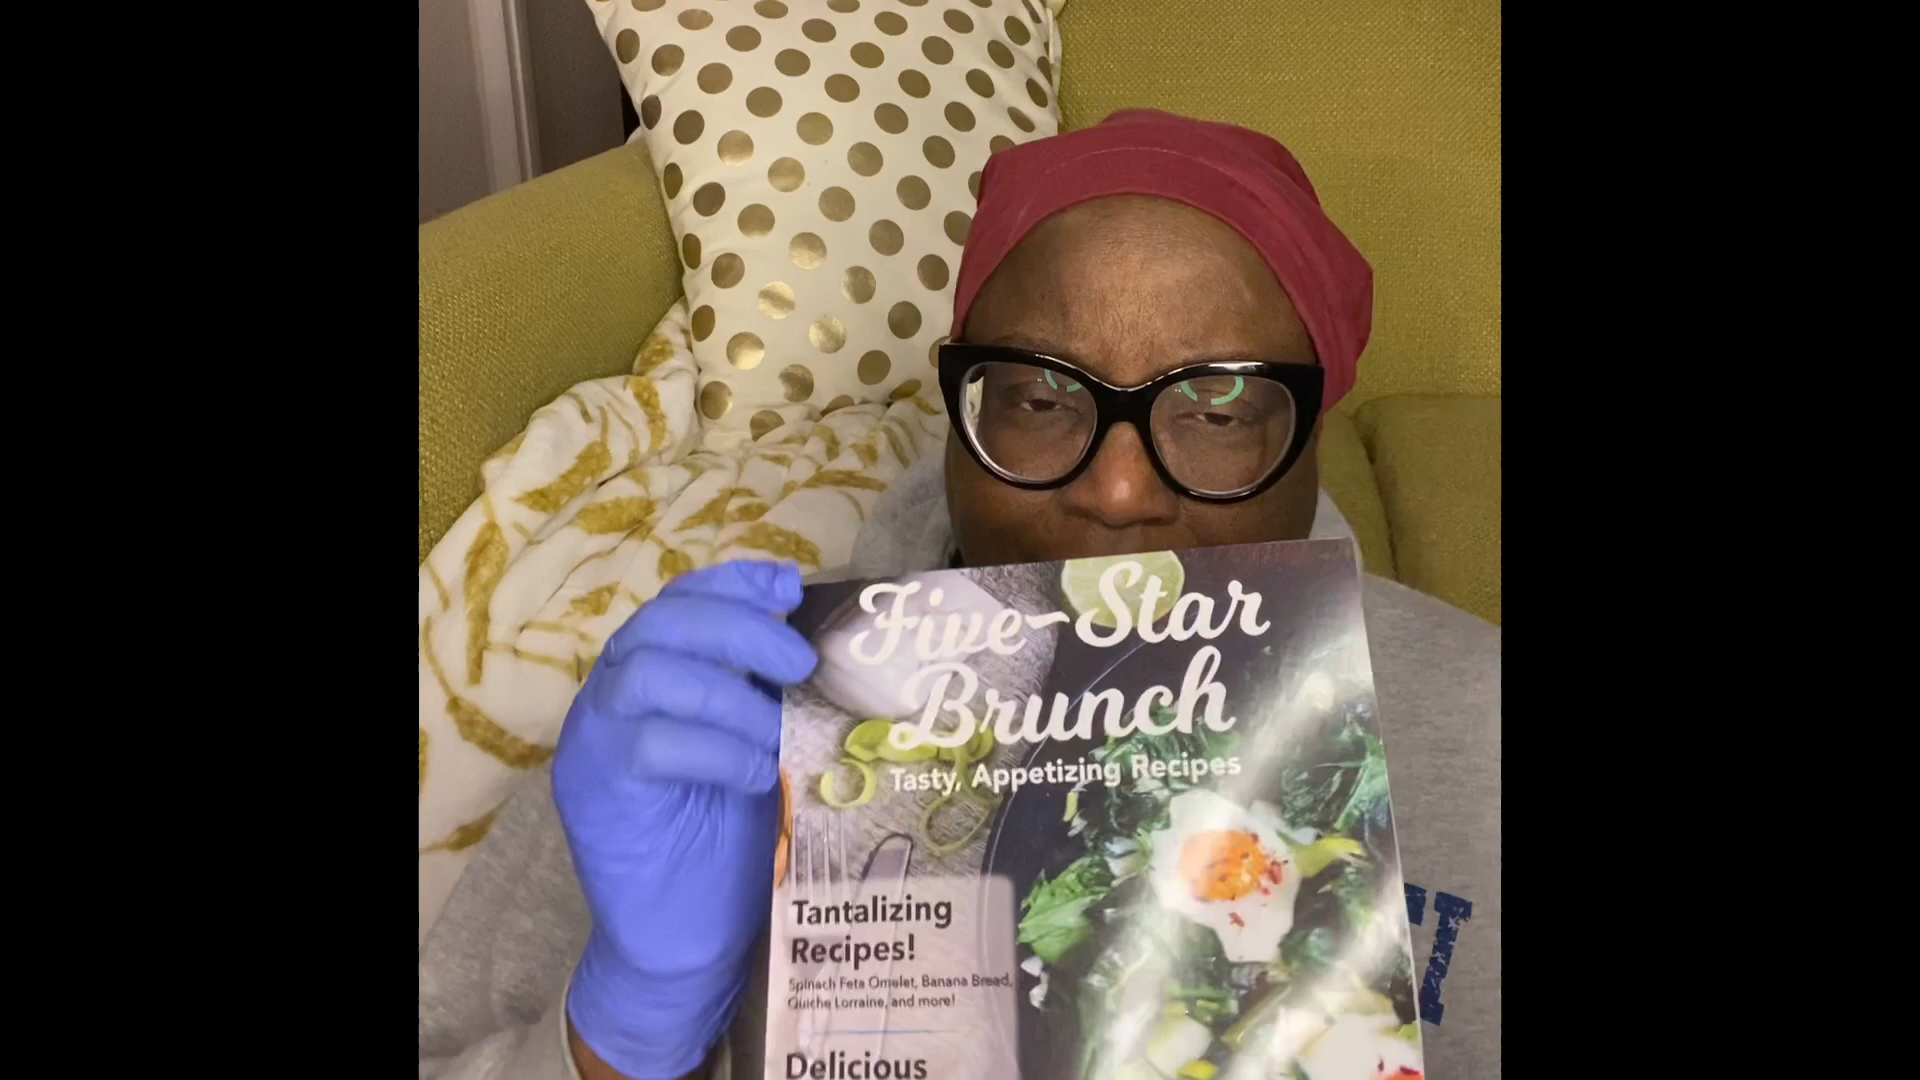 Five-Star
Brunch
Tasty, Appetizing Recipes
Tantalizing
Recipes!
Spinach Feta Omelet, Banana Bread,
Quiche Lorraine, and more!
Delicious